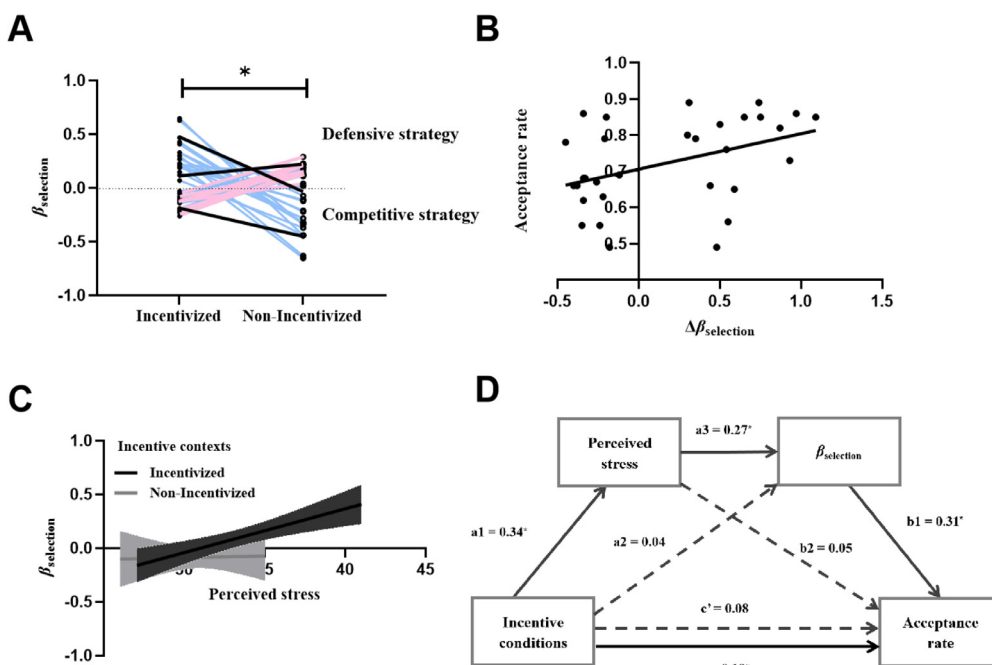 A
βselection
1.0
0.5
0.0
-0.5
-1.0
*
Defensive strategy
Competitive strategy
Incentivized
Non-Incentivized
B
Acceptance rate
1.0
0.9
0.8
0.7
0.6
0.5
-0.5
0.0
0.5
1.0
1.5
Δβselection
C
βselection
1.0
0.5
0.0
-0.5
-1.0
Incentive contexts
Incentivized
Non-Incentivized
40
45
Perceived stress
D
Perceived
stress
a3 = 0.27*
βselection
a1 = 0.34*
a2 = 0.04
b2 = 0.05
b1 = 0.31*
Incentive
conditions
c' = 0.08
Acceptance
rate